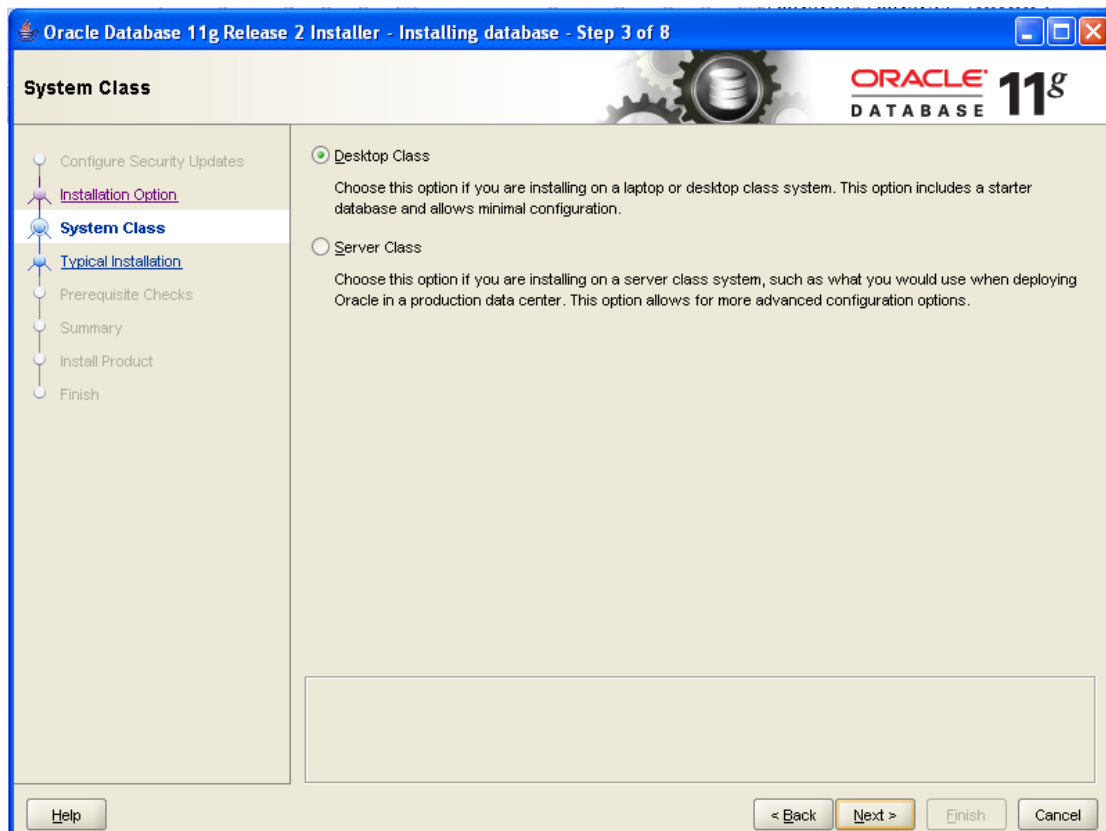 Oracle Database 11g Release 2 Installer - Installing database - Step 3 of 8
System Class
ORACLE
DATABASE
11g
Configure Security Updates
Installation Option
System Class
Typical Installation
Prerequisite Checks
Summary
Install Product
Finish
Desktop Class
Choose this option if you are installing on a laptop or desktop class system. This option includes a starter
database and allows minimal configuration.
Server Class
Choose this option if you are installing on a server class system, such as what you would use when deploying
Oracle in a production data center. This option allows for more advanced configuration options.
Help
< Back
Next >
Finish
Cancel